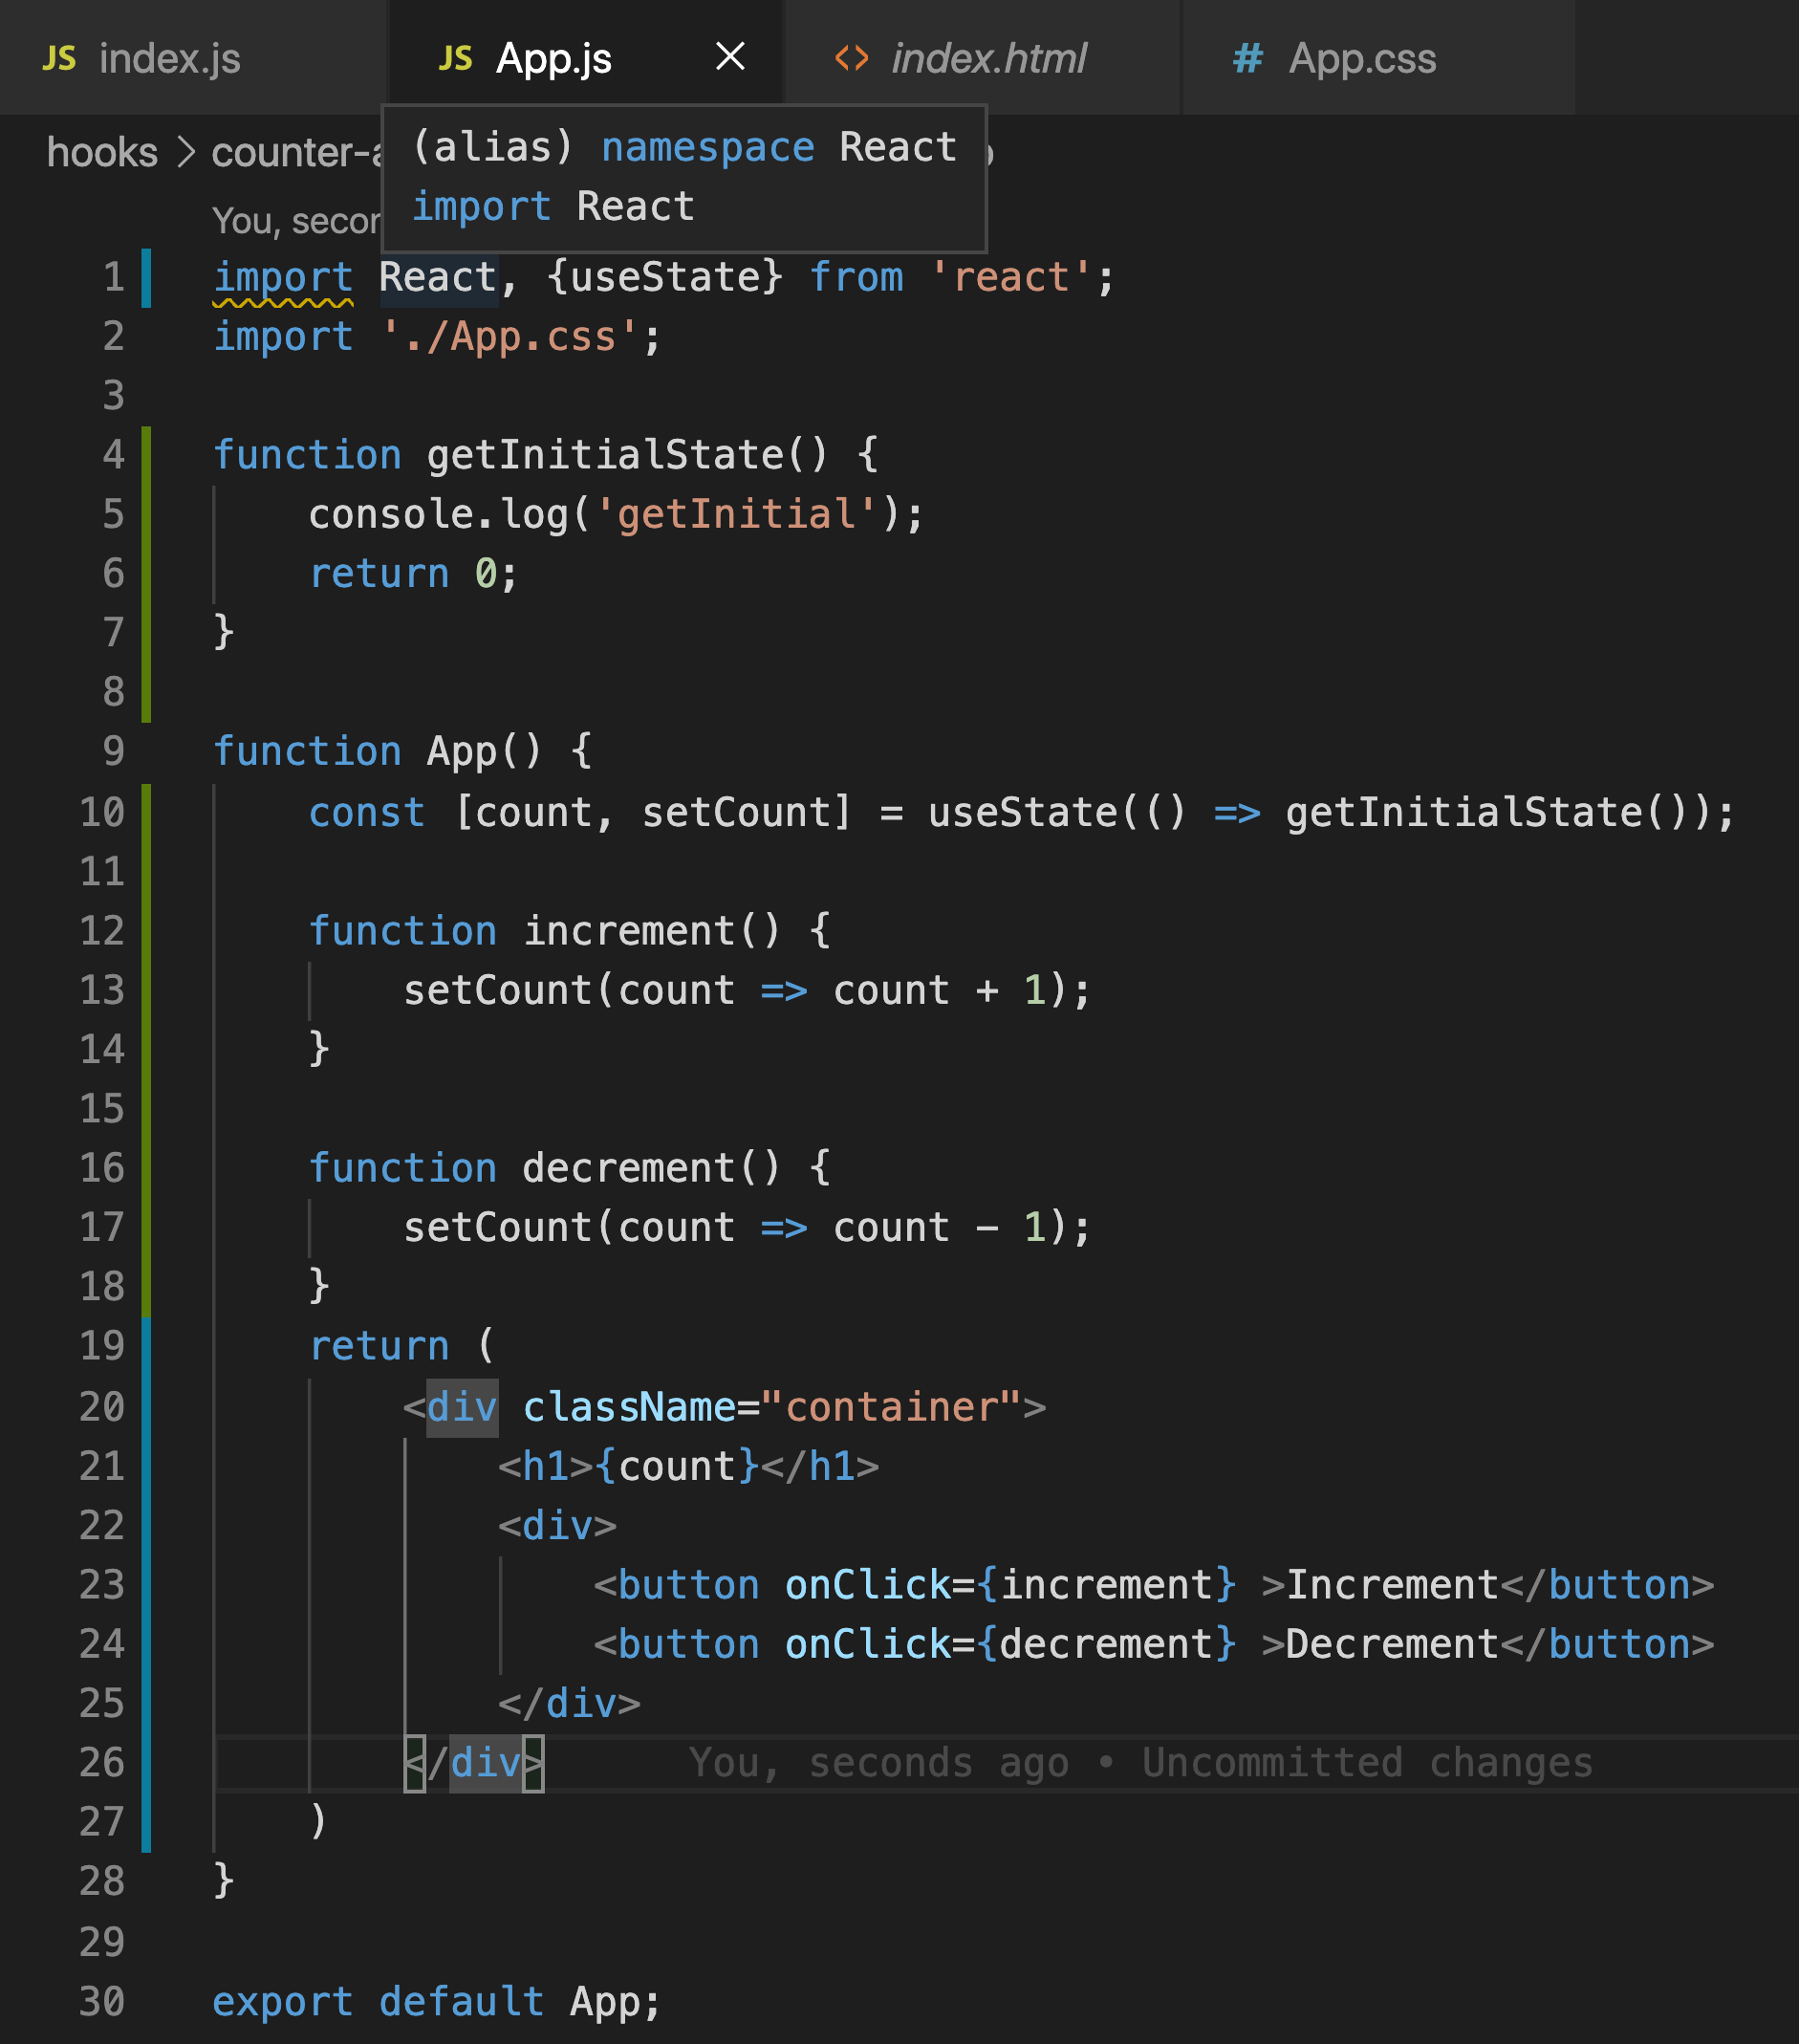 JS index.js JS App.js index.html # App.css
(alias) namespace React
hooks > counter-
import React
You,
1 import React, {useState} from 'react';
2 import './App.css';
3
4 function getInitialState() {
5 console.log('getInitial');
6 return 0;
7 }
8
9 function App() {
10 const [count, setCount] = useState(() => getInitialState());
11
12 function increment() {
13 setCount(count => count + 1);
14 }
15
16 function decrement() {
17 setCount(count => count - 1);
18 }
19 return (
20 <div className="container">
21 <h1>{count}</h1>
22 <div>
23 <button onClick={increment} >Increment</button>
24 <button onClick={decrement} >Decrement</button>
25 </div>
26 </div> You, seconds ago • Uncommitted changes
27 )
28 }
29
30 export default App;